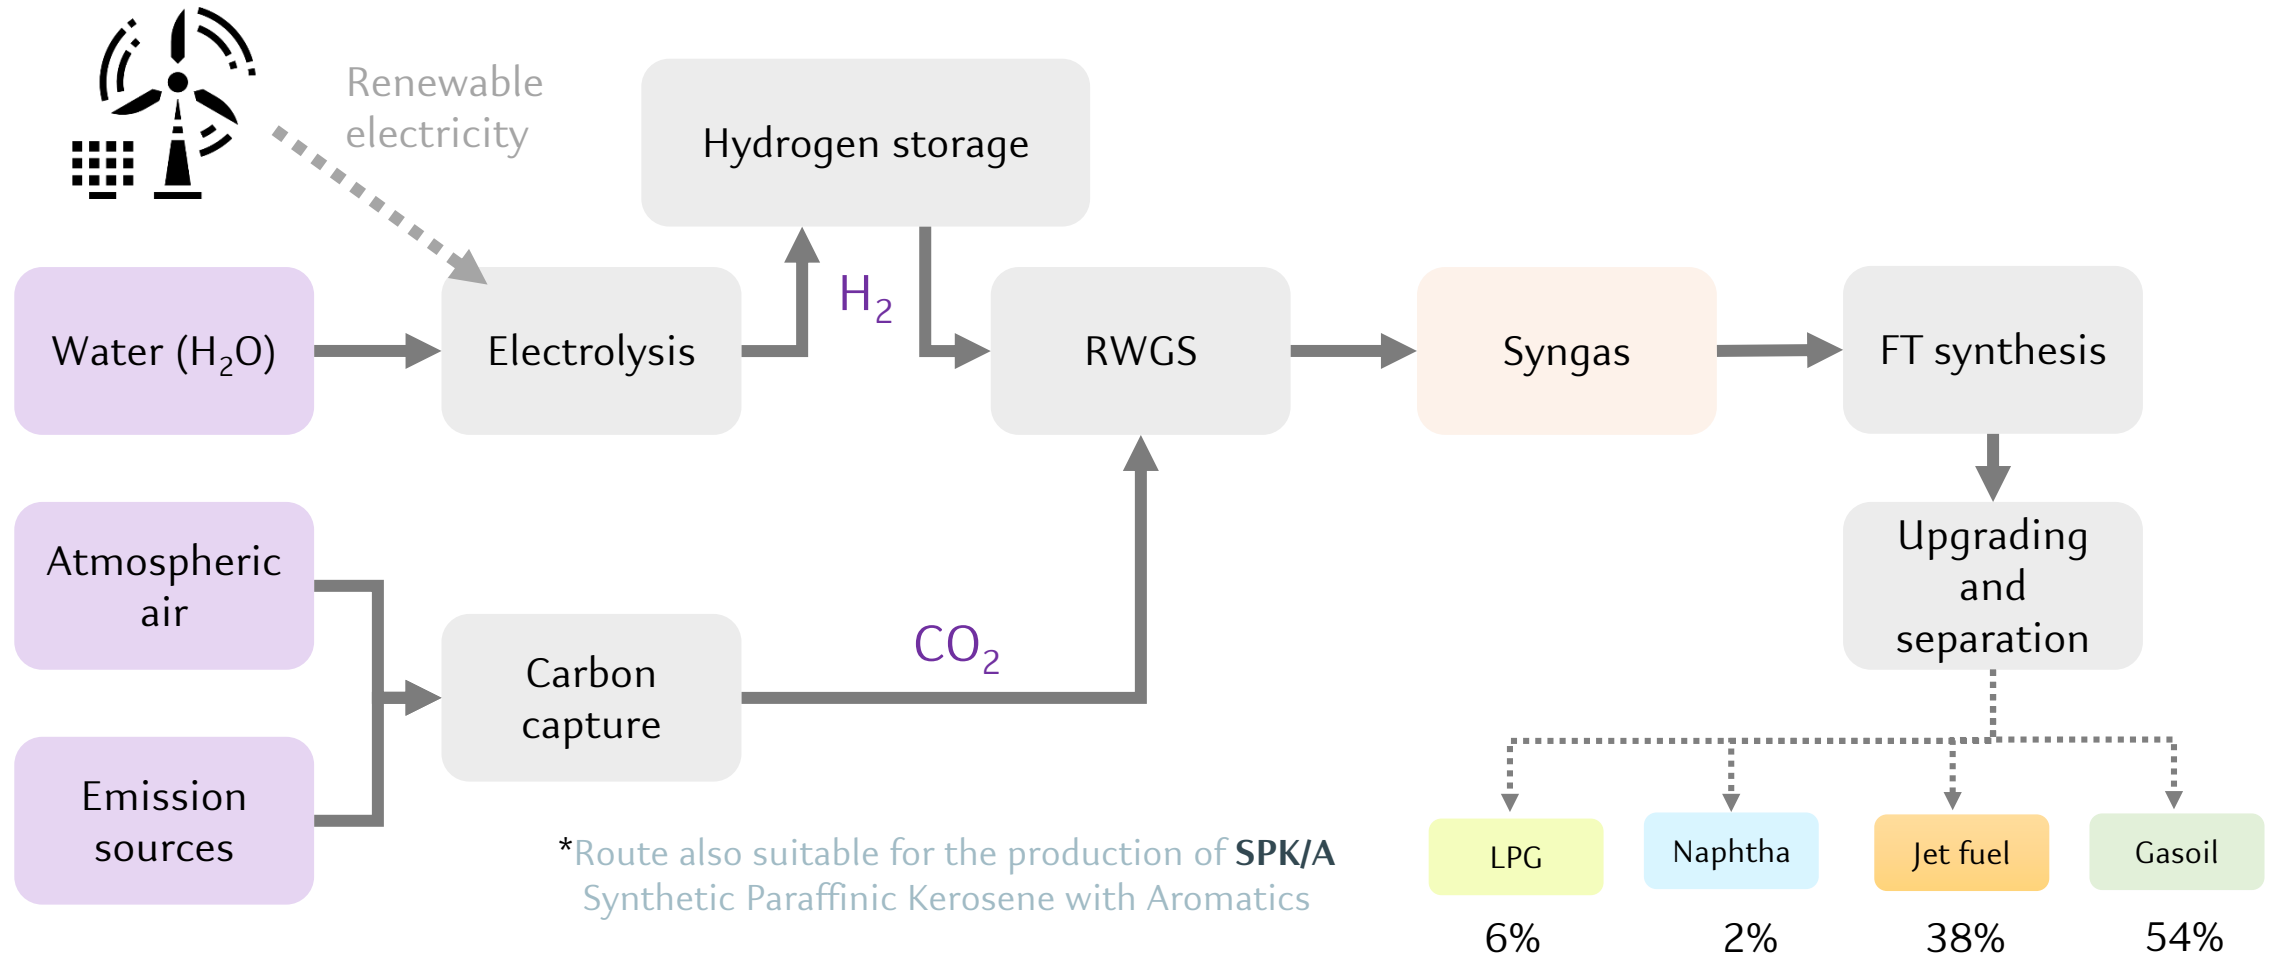 Renewable
electricity
Hydrogen storage
H₂
Water (H₂O)
Electrolysis
RWGS
Syngas
FT synthesis
Atmospheric
air
Upgrading
and
separation
CO₂
Carbon
capture
Emission
sources
*Route also suitable for the production of SPK/A
Synthetic Paraffinic Kerosene with Aromatics
LPG
Naphtha
Jet fuel
Gasoil
6%
2%
38%
54%